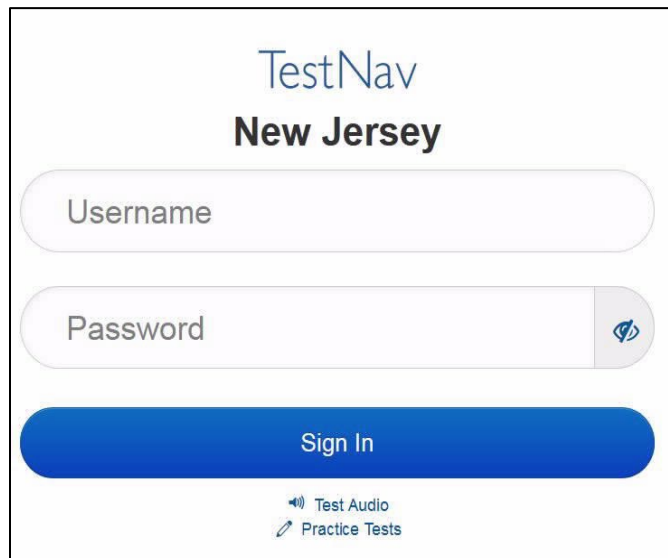 TestNav
New Jersey
Username
Password
Sign In
Test Audio
Practice Tests